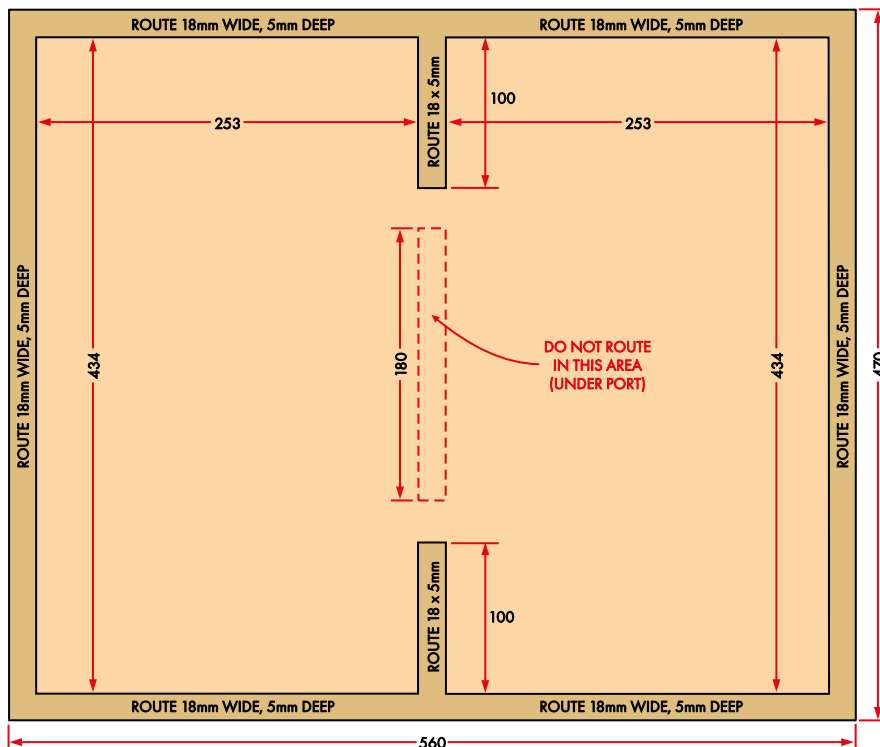 ROUTE 18mm WIDE, 5mm DEEP
ROUTE 18mm WIDE, 5mm DEEP
ROUTE 18 x 5mm
100
253
253
ROUTE 18mm WIDE, 5mm DEEP
434
180
DO NOT ROUTE
IN THIS AREA
(UNDER PORT)
434
ROUTE 18mm WIDE, 5mm DEEP
470
ROUTE 18 x 5mm
100
ROUTE 18mm WIDE, 5mm DEEP
ROUTE 18mm WIDE, 5mm DEEP
560